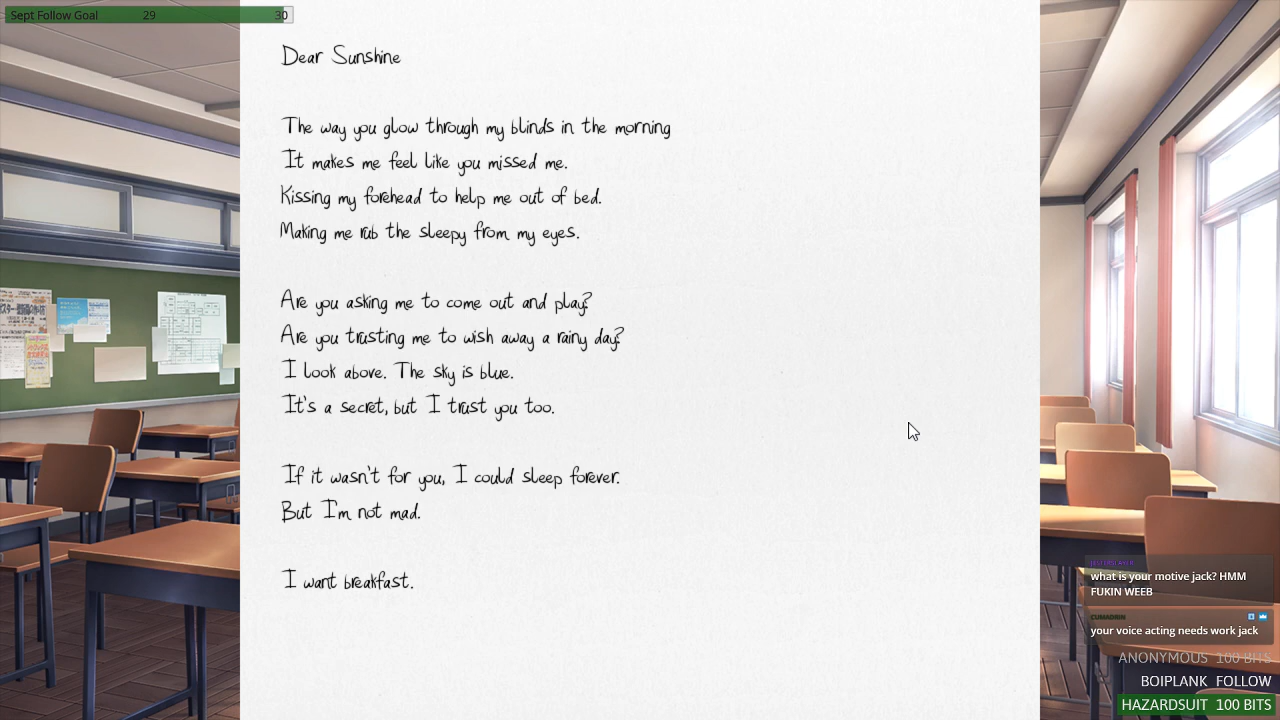 Sept Follow Goal 29 30
Dear Sunshine
The way you glow through my blinds in the morning
It makes me feel like you missed me.
Kissing my forehead to help me out of bed.
Making me rub the sleepy from my eyes.
Are you asking me to come out and play?
Are you trusting me to wish away a rainy day?
I look above. The sky is blue.
It's a secret, but I trust you too.
If it wasn't for you, I could sleep forever.
But I'm not mad.
I want breakfast.
what is your motive jack? HMM
FUKIN WEEB
your voice acting needs work jack
ANONYMOUS 100 BITS
BOIPLANK FOLLOW
HAZARDSUIT 100 BITS